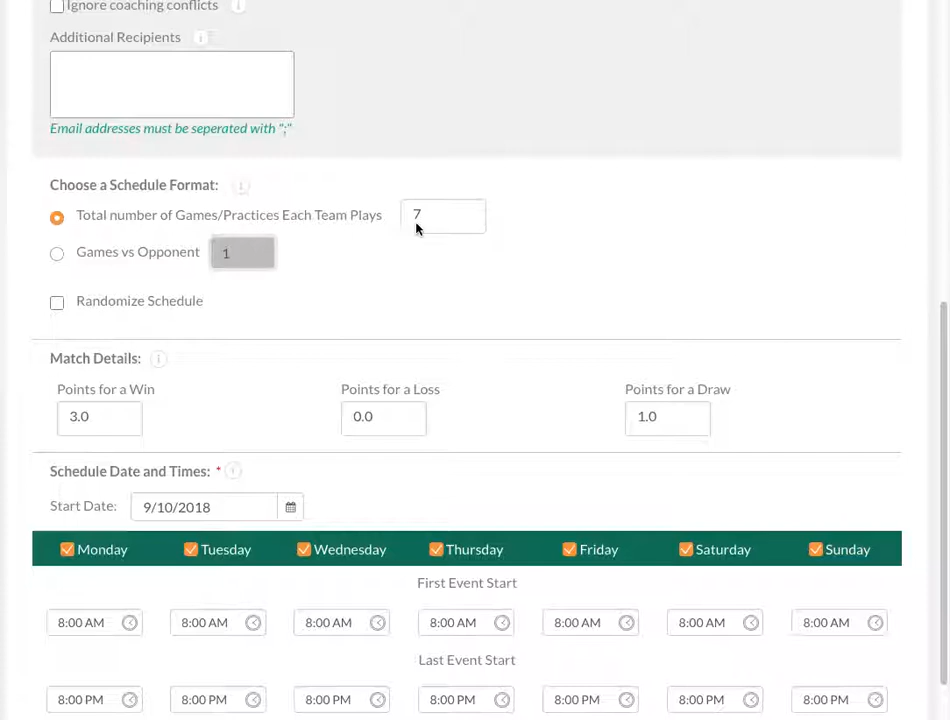 Ignore coaching conflicts i
Additional Recipients i
Email addresses must be seperated with ";"
Choose a Schedule Format: i
Total number of Games/Practices Each Team Plays 7
Games vs Opponent 1
Randomize Schedule
Match Details: i
Points for a Win Points for a Loss Points for a Draw
3.0 0.0 1.0
Schedule Date and Times: * i
Start Date: 9/10/2018
Monday Tuesday Wednesday Thursday Friday Saturday Sunday
First Event Start
8:00 AM 8:00 AM 8:00 AM 8:00 AM 8:00 AM 8:00 AM 8:00 AM
Last Event Start
8:00 PM 8:00 PM 8:00 PM 8:00 PM 8:00 PM 8:00 PM 8:00 PM